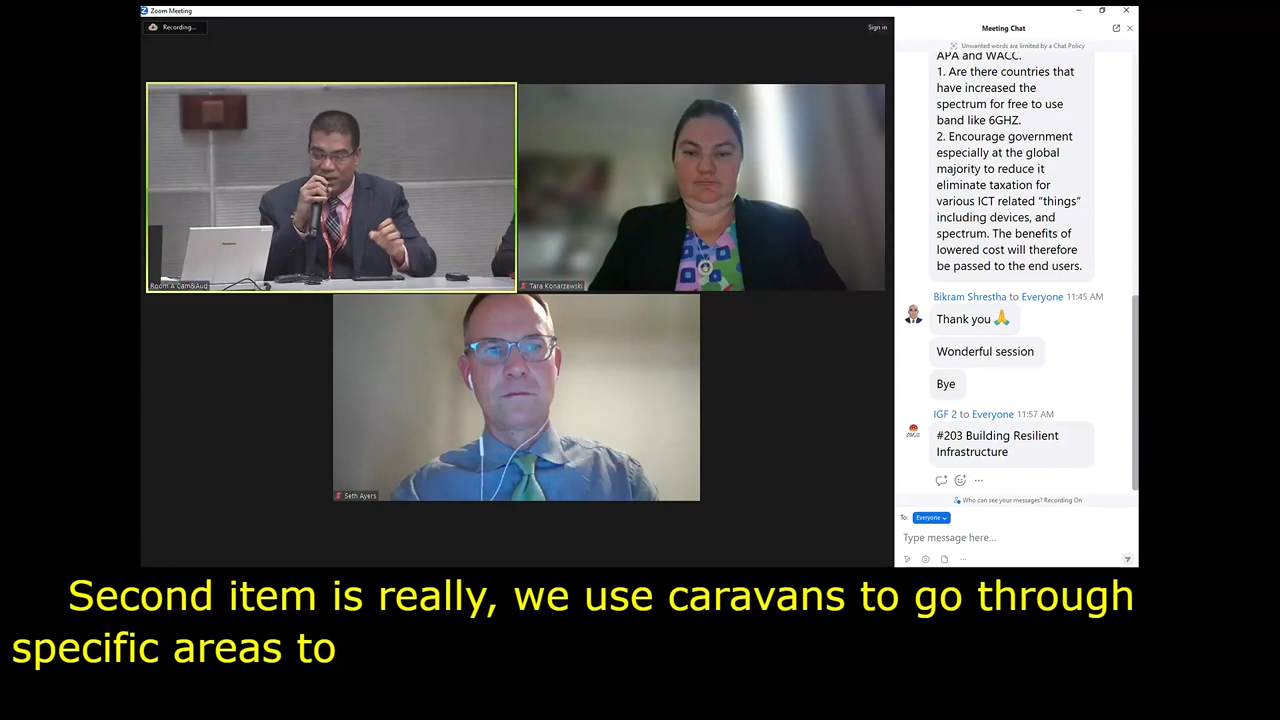 Zoom Meeting
Recording...
Sign in
Meeting Chat
Unwanted words are limited by a Chat Policy
APA and WACC.
1. Are there countries that
have increased the
spectrum for free to use
band like 6GHZ.
2. Encourage government
especially at the global
majority to reduce it
eliminate taxation for
various ICT related “things”
including devices, and
spectrum. The benefits of
lowered cost will therefore
be passed to the end users.
Bikram Shrestha to Everyone 11:45 AM
Thank you 🙏
Wonderful session
Bye
IGF 2 to Everyone 11:57 AM
#203 Building Resilient
Infrastructure
Who can see your messages? Recording On
To: Everyone
Type message here...
Room A Cam&Aud
Tara Konarzewski
Seth Ayers
Second item is really, we use caravans to go through
specific areas to